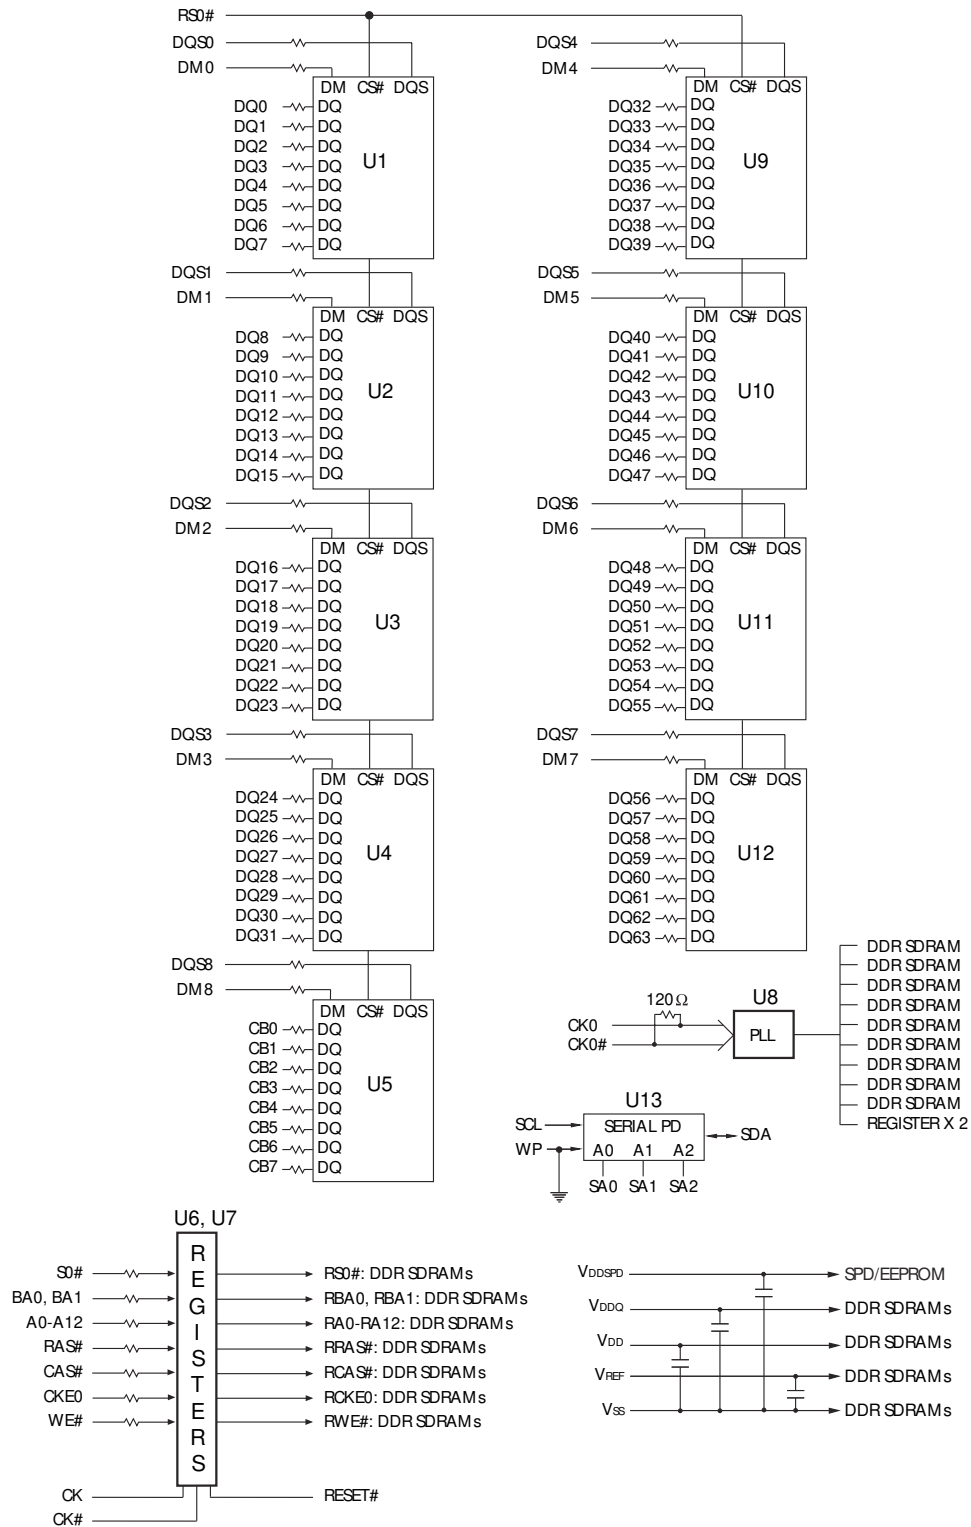 RS0#
DQS0
DM0
DM CS# DQS
DQ0 DQ
DQ1 DQ
DQ2 DQ
DQ3 DQ
DQ4 DQ
DQ5 DQ
DQ6 DQ
DQ7 DQ
U1
DQS1
DM1
DM CS# DQS
DQ8 DQ
DQ9 DQ
DQ10 DQ
DQ11 DQ
DQ12 DQ
DQ13 DQ
DQ14 DQ
DQ15 DQ
U2
DQS2
DM2
DM CS# DQS
DQ16 DQ
DQ17 DQ
DQ18 DQ
DQ19 DQ
DQ20 DQ
DQ21 DQ
DQ22 DQ
DQ23 DQ
U3
DQS3
DM3
DM CS# DQS
DQ24 DQ
DQ25 DQ
DQ26 DQ
DQ27 DQ
DQ28 DQ
DQ29 DQ
DQ30 DQ
DQ31 DQ
U4
DQS8
DM8
DM CS# DQS
CB0 DQ
CB1 DQ
CB2 DQ
CB3 DQ
CB4 DQ
CB5 DQ
CB6 DQ
CB7 DQ
U5
DQS4
DM4
DM CS# DQS
DQ32 DQ
DQ33 DQ
DQ34 DQ
DQ35 DQ
DQ36 DQ
DQ37 DQ
DQ38 DQ
DQ39 DQ
U9
DQS5
DM5
DM CS# DQS
DQ40 DQ
DQ41 DQ
DQ42 DQ
DQ43 DQ
DQ44 DQ
DQ45 DQ
DQ46 DQ
DQ47 DQ
U10
DQS6
DM6
DM CS# DQS
DQ48 DQ
DQ49 DQ
DQ50 DQ
DQ51 DQ
DQ52 DQ
DQ53 DQ
DQ54 DQ
DQ55 DQ
U11
DQS7
DM7
DM CS# DQS
DQ56 DQ
DQ57 DQ
DQ58 DQ
DQ59 DQ
DQ60 DQ
DQ61 DQ
DQ62 DQ
DQ63 DQ
U12
120 Ω
CK0
CK0#
U8
PLL
DDR SDRAM
DDR SDRAM
DDR SDRAM
DDR SDRAM
DDR SDRAM
DDR SDRAM
DDR SDRAM
DDR SDRAM
DDR SDRAM
REGISTER X 2
U13
SCL
SERIAL PD
WP
A0 A1 A2
SDA
SA0 SA1 SA2
U6, U7
REGISTERS
S0#
BA0, BA1
A0-A12
RAS#
CAS#
CKE0
WE#
CK
CK#
RS0#: DDR SDRAMs
RBA0, RBA1: DDR SDRAMs
RA0-RA12: DDR SDRAMs
RRAS#: DDR SDRAMs
RCAS#: DDR SDRAMs
RCKE0: DDR SDRAMs
RWE#: DDR SDRAMs
RESET#
VDDSPD SPD/EEPROM
VDDQ DDR SDRAMs
VDD DDR SDRAMs
VREF DDR SDRAMs
VSS DDR SDRAMs